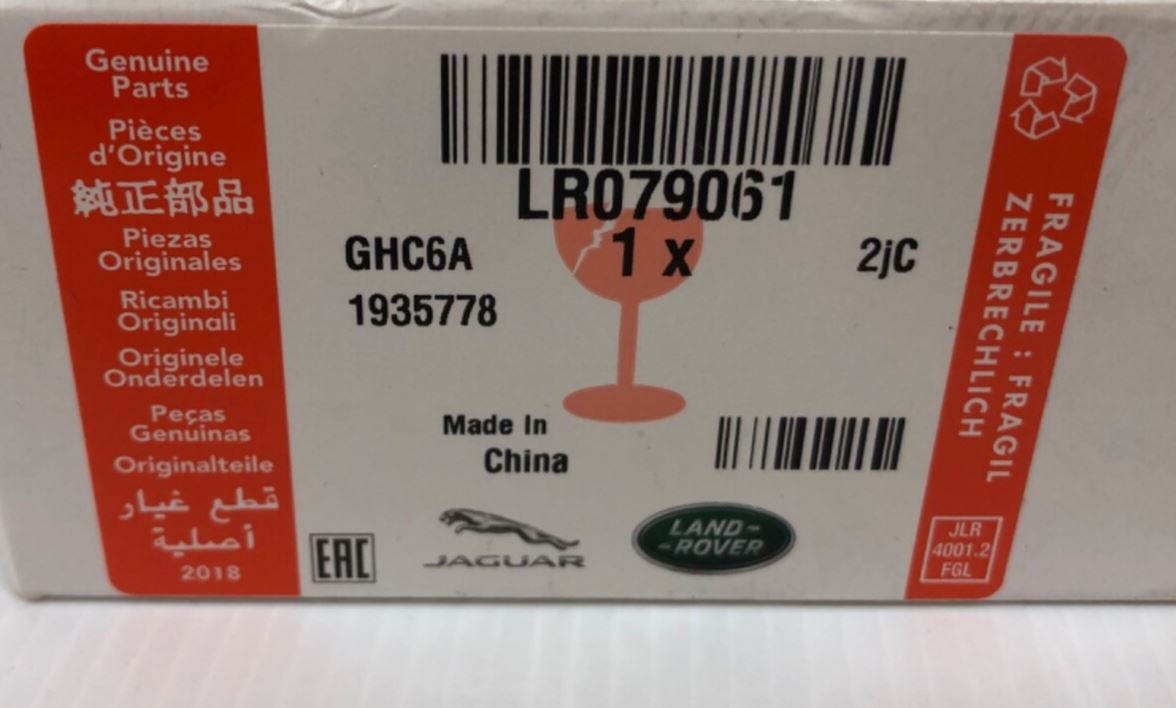 Genuine
Parts
Pièces
d'Origine
純正部品
Piezas
Originales
Ricambi
Originali
Originele
Onderdelen
Peças
Genuinas
Originalteile
قطع غيار
أصلية
2018
LR079061
GHC6A
1 x
2jC
1935778
Made In
China
EAC
JAGUAR
LAND-
-ROVER
FRAGILE : FRAGIL
ZERBRECHLICH
JLR
4001.2
FGL